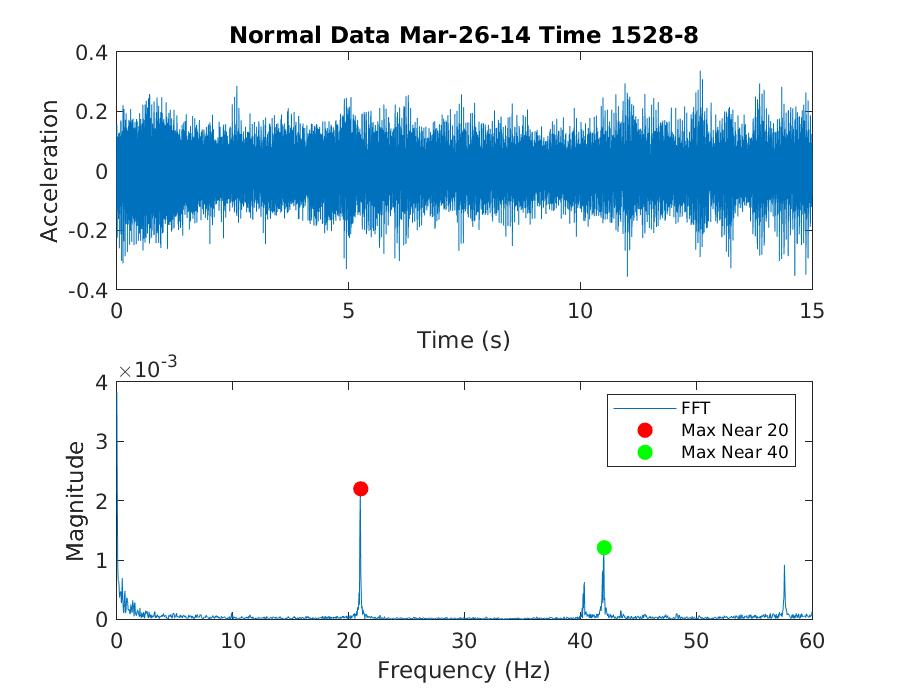 Normal Data Mar-26-14 Time 1528-8
0.4
0.2
0
-0.2
-0.4
Acceleration
0 5 10 15
Time (s)
×10-3
4
3
2
1
0
Magnitude
FFT
Max Near 20
Max Near 40
0 10 20 30 40 50 60
Frequency (Hz)